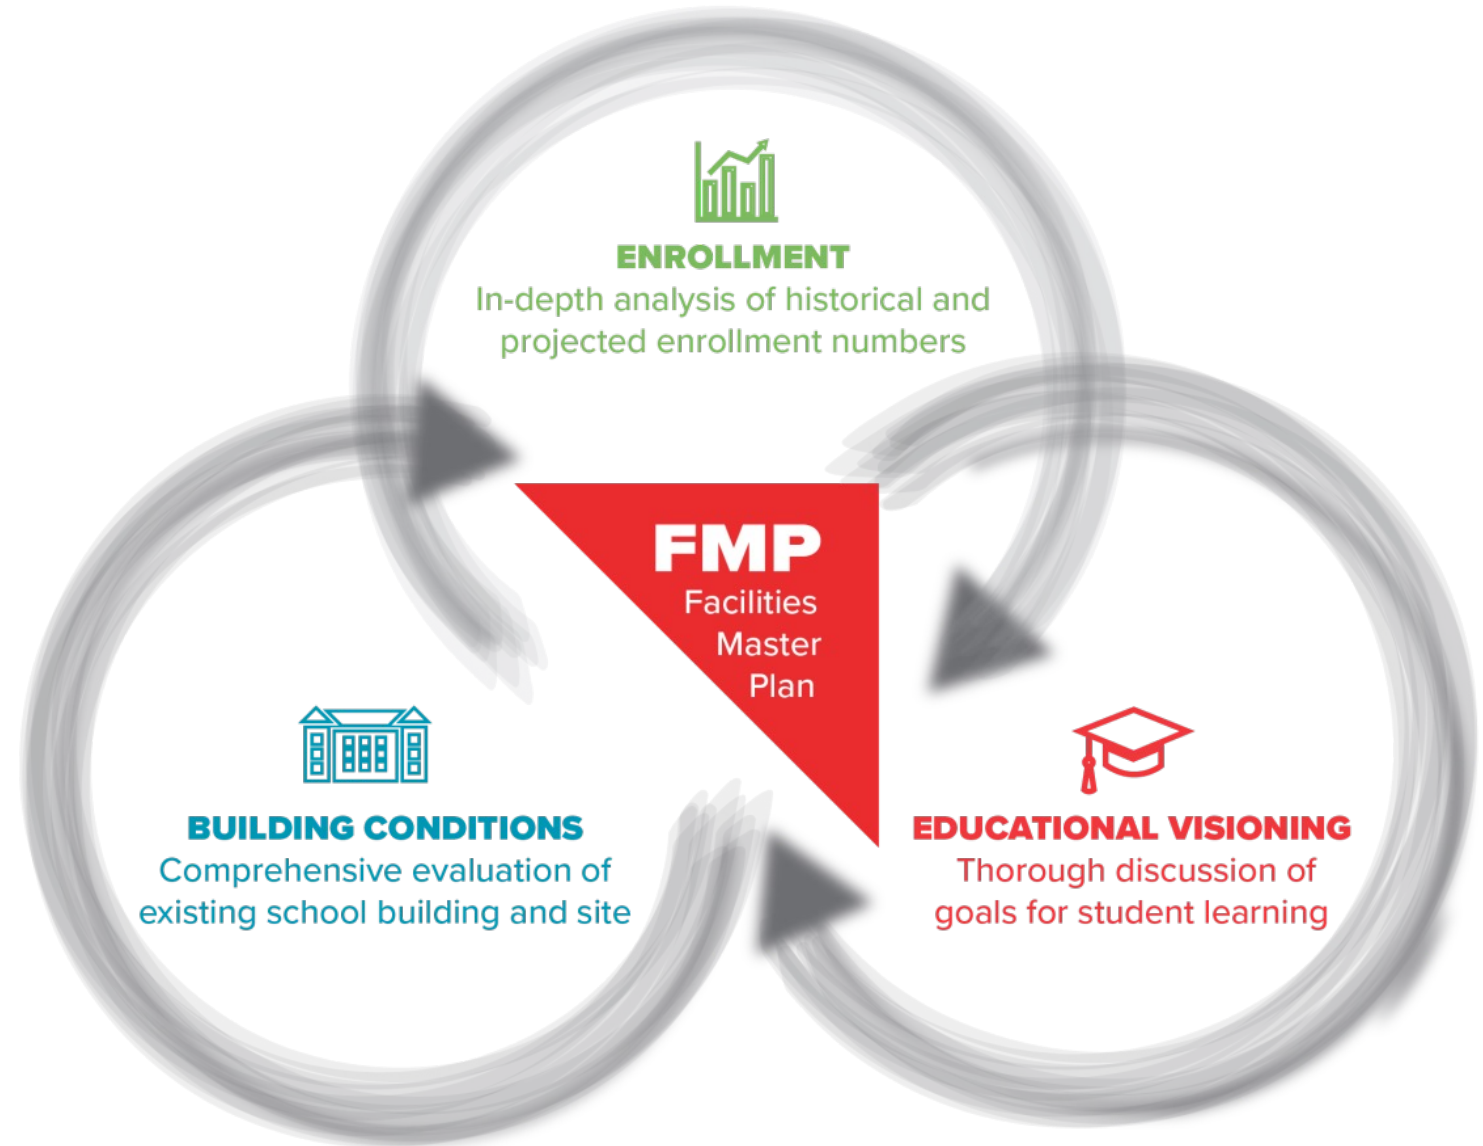 ENROLLMENT
In-depth analysis of historical and
projected enrollment numbers
FMP
Facilities
Master
Plan
BUILDING CONDITIONS
Comprehensive evaluation of
existing school building and site
EDUCATIONAL VISIONING
Thorough discussion of
goals for student learning